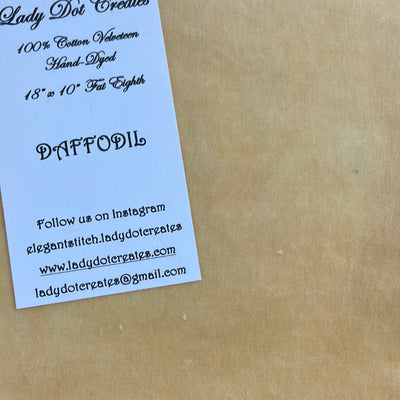 Lady Dot Creates
100% Cotton Velveteen
Hand-Dyed
18" x 10" Fat Eighth
DAFFODIL
Follow us on Instagram
elegantstitch.ladydotcreates
www.ladydotcreates.com
ladydotcreates@gmail.com